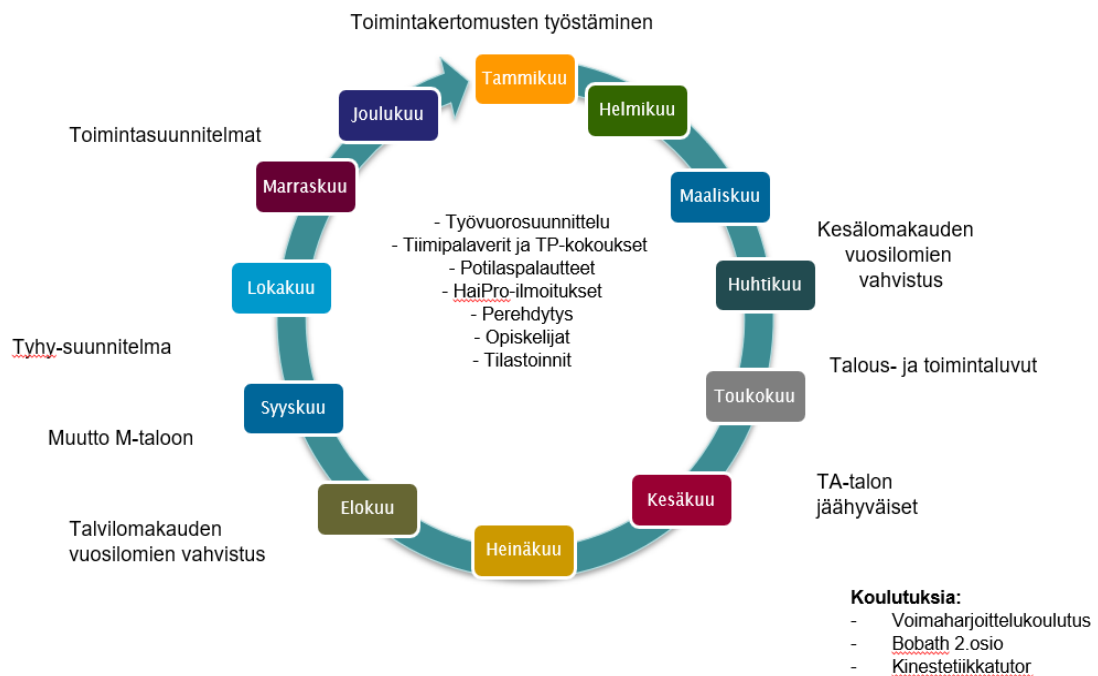 Toimintakertomusten työstäminen
Tammikuu
Helmikuu
Maaliskuu
Kesälomakauden
vuosilomien
vahvistus
Huhtikuu
Talous- ja toimintaluvut
Toukokuu
TA-talon
jäähyväiset
Kesäkuu
Heinäkuu
Elokuu
Talvilomakauden
vuosilomien vahvistus
Muutto M-taloon
Syyskuu
Tyhy-suunnitelma
Lokakuu
Marraskuu
Toimintasuunnitelmat
Joulukuu
- Työvuorosuunnittelu
- Tiimipalaverit ja TP-kokoukset
- Potilaspalautteet
- HaiPro-ilmoitukset
- Perehdytys
- Opiskelijat
- Tilastoinnit
Koulutuksia:
- Voimaharjoittelukoulutus
- Bobath 2.osio
- Kinestetiikkatutor